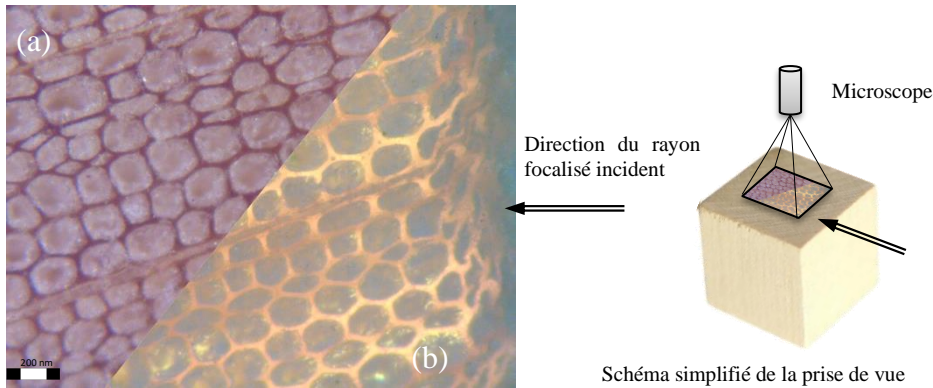 (a)
(b)
200 nm
Direction du rayon
focalisé incident
Microscope
Schéma simplifié de la prise de vue